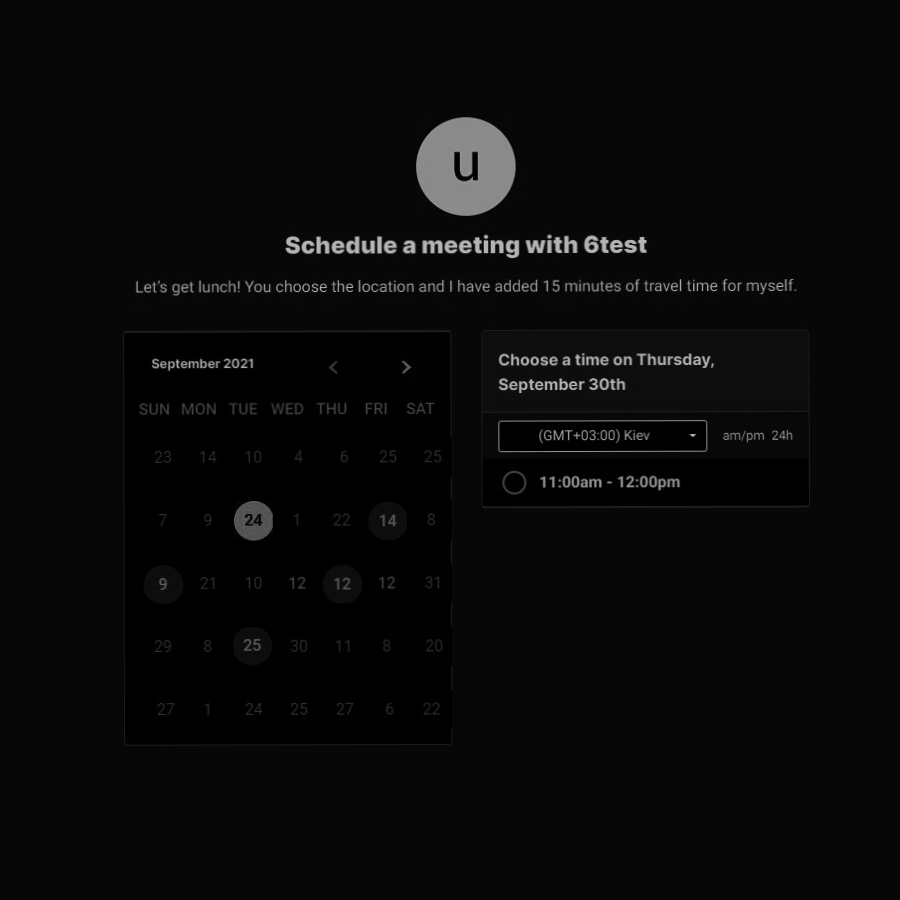 u
Schedule a meeting with 6test
Let's get lunch! You choose the location and I have added 15 minutes of travel time for myself.
September 2021
SUN MON TUE WED THU FRI SAT
23 14 10 4 6 25 25
7 9 24 1 22 14 8
9 21 10 12 12 12 31
29 8 25 30 11 8 20
27 1 24 25 27 6 22
Choose a time on Thursday,
September 30th
(GMT+03:00) Kiev am/pm 24h
11:00am - 12:00pm